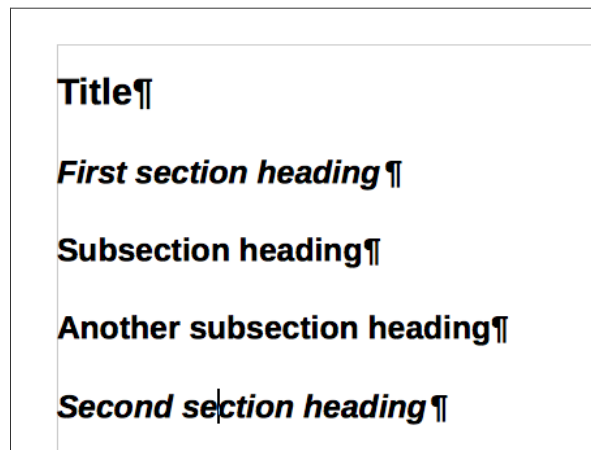 Title¶
First section heading¶
Subsection heading¶
Another subsection heading¶
Second section heading¶